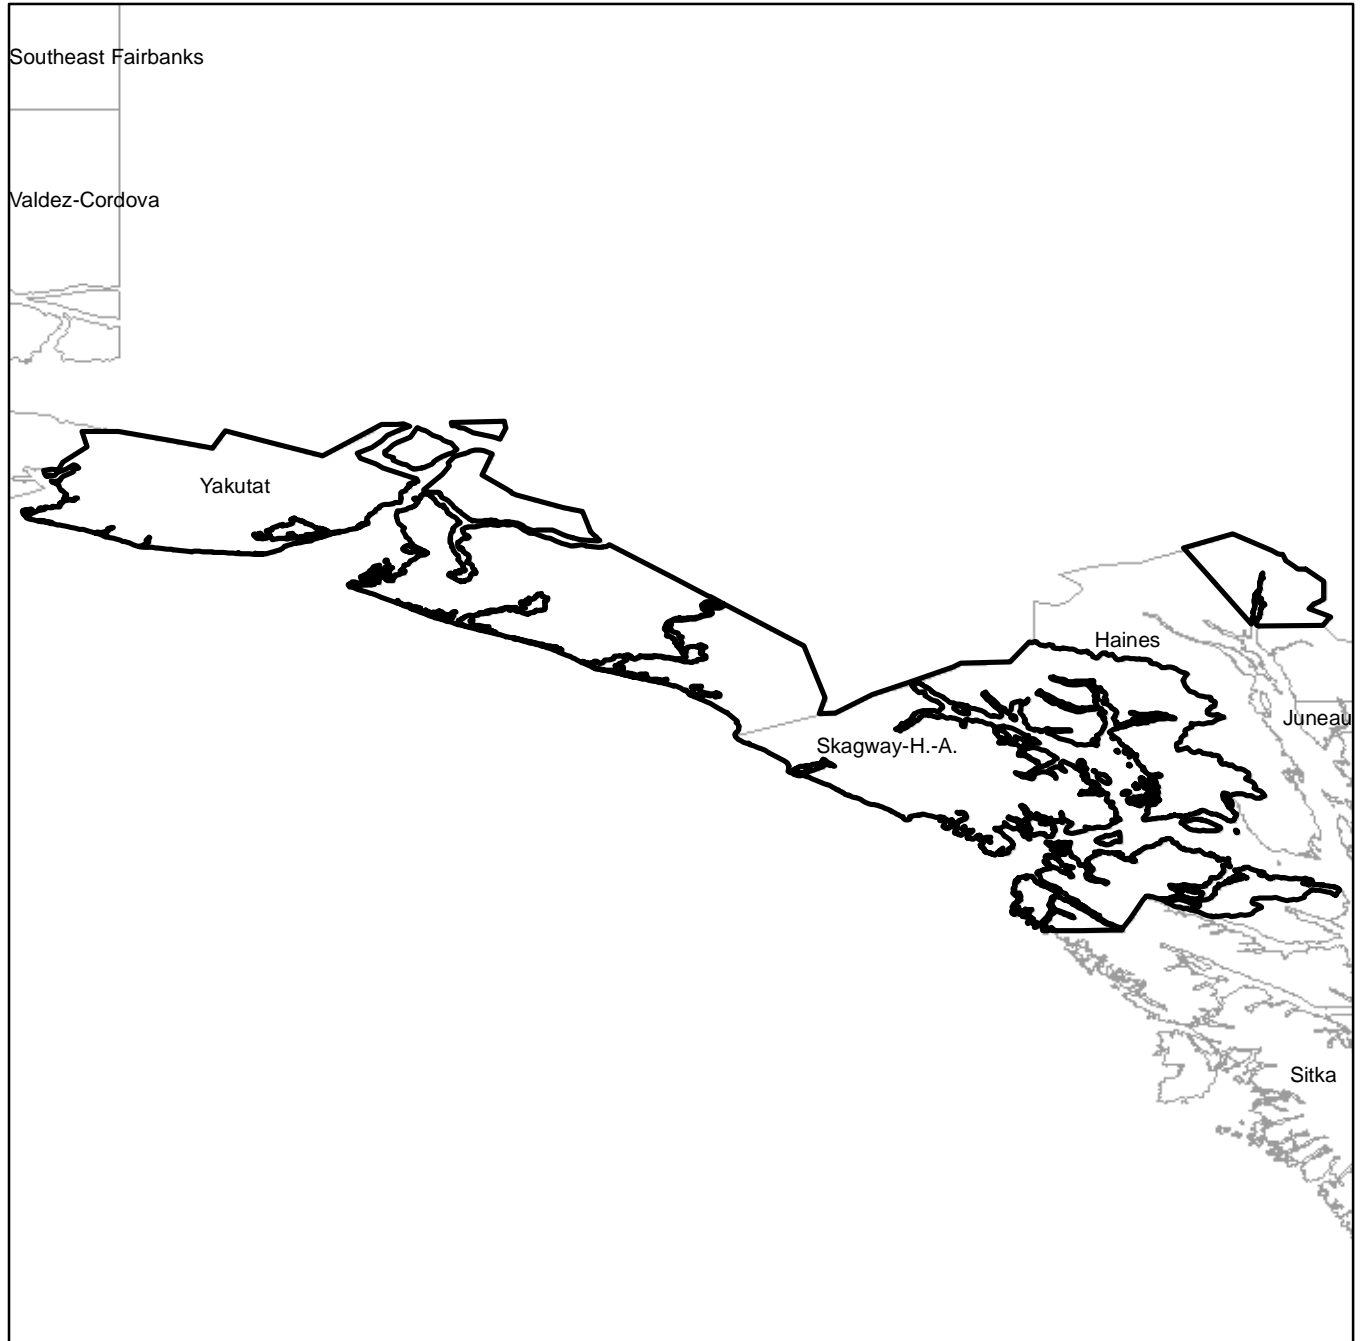 Southeast Fairbanks
Valdez-Cordova
Yakutat
Haines
Juneau
Skagway-H.-A.
Sitka